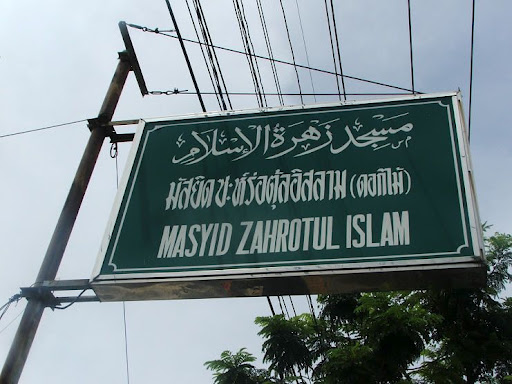 مسجد زهرة الإسلام
มัสยิดซะห์ร่อตุ้ลอิสลาม (ดอกไม้)
MASYID ZAHROTUL ISLAM